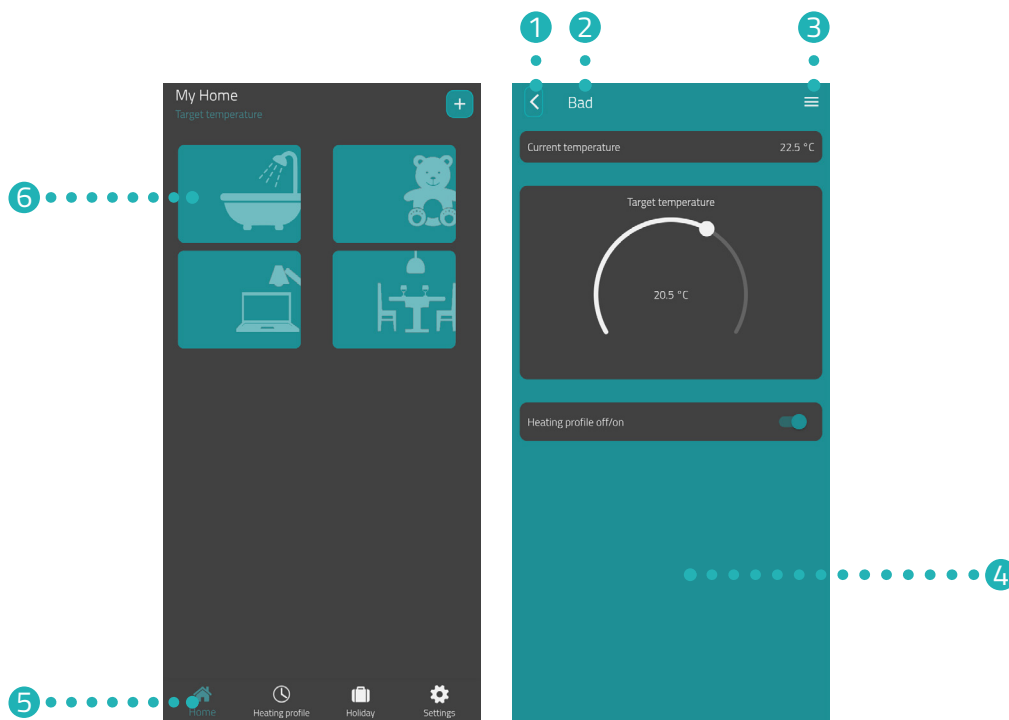 1 2 3
My Home
Target temperature
+
6
Home
Heating profile
Holiday
Settings
5
Bad
Current temperature 22.5 °C
Target temperature
20.5 °C
Heating profile off/on
4